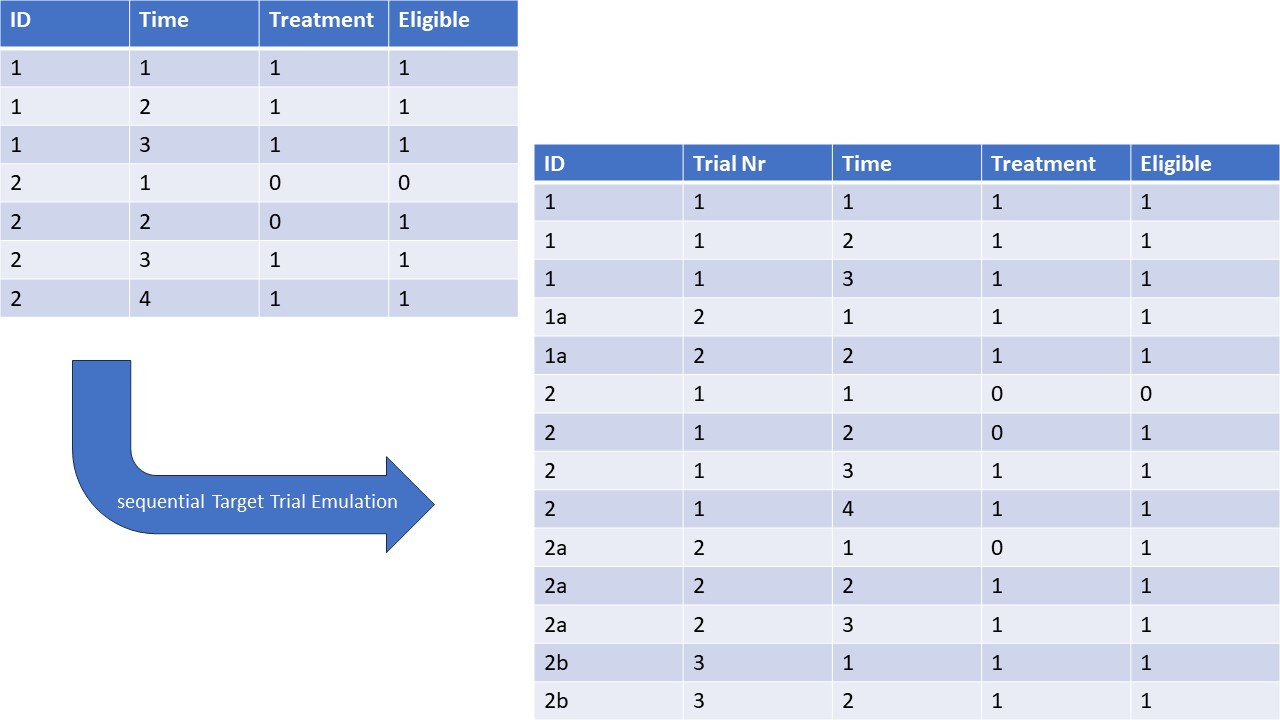 ID Time Treatment Eligible
1 1 1 1
1 2 1 1
1 3 1 1
2 1 0 0
2 2 0 1
2 3 1 1
2 4 1 1
sequential Target Trial Emulation
ID Trial Nr Time Treatment Eligible
1 1 1 1 1
1 1 2 1 1
1 1 3 1 1
1a 2 1 1 1
1a 2 2 1 1
2 1 1 0 0
2 1 2 0 1
2 1 3 1 1
2 1 4 1 1
2a 2 1 0 1
2a 2 2 1 1
2a 2 3 1 1
2b 3 1 1 1
2b 3 2 1 1